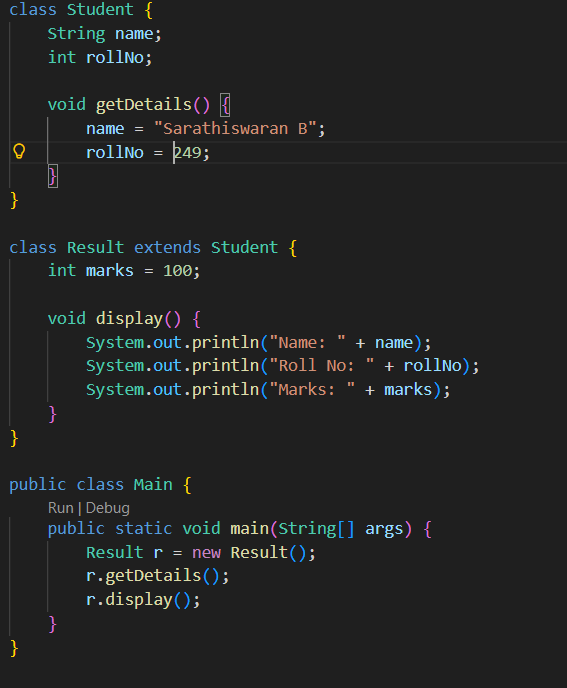 class Student {
    String name;
    int rollNo;

    void getDetails() {
        name = "Sarathiswaran B";
        rollNo = 249;
    }
}

class Result extends Student {
    int marks = 100;

    void display() {
        System.out.println("Name: " + name);
        System.out.println("Roll No: " + rollNo);
        System.out.println("Marks: " + marks);
    }
}

public class Main {
    Run | Debug
    public static void main(String[] args) {
        Result r = new Result();
        r.getDetails();
        r.display();
    }
}